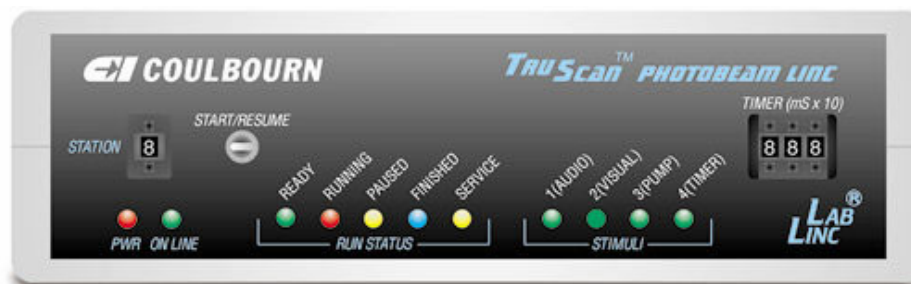 COULBOURN
TRUSCAN™ PHOTOBEAM LINC
TIMER (mS x 10)
START/RESUME
STATION 8
888
READY RUNNING PAUSED FINISHED SERVICE
1(AUDIO) 2(VISUAL) 3(PUMP) 4(TIMER)
PWR ON LINE
RUN STATUS
STIMULI
LAB LINC®